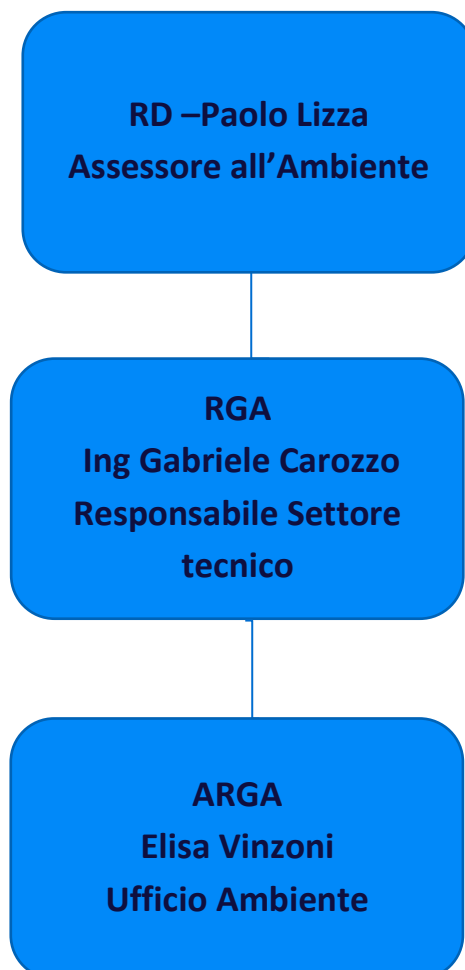 RD –Paolo Lizza
Assessore all’Ambiente
RGA
Ing Gabriele Carozzo
Responsabile Settore
tecnico
ARGA
Elisa Vinzoni
Ufficio Ambiente